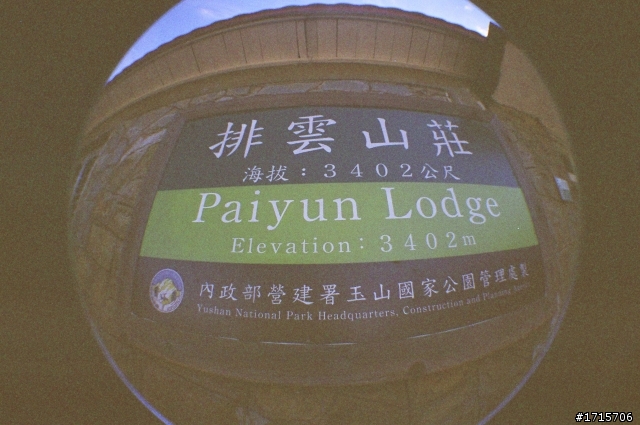 排雲山莊
海拔：3402公尺
Paiyun Lodge
Elevation：3402m
內政部營建署玉山國家公園管理處製
Yushan National Park Headquarters, Construction and Planning
#1715706